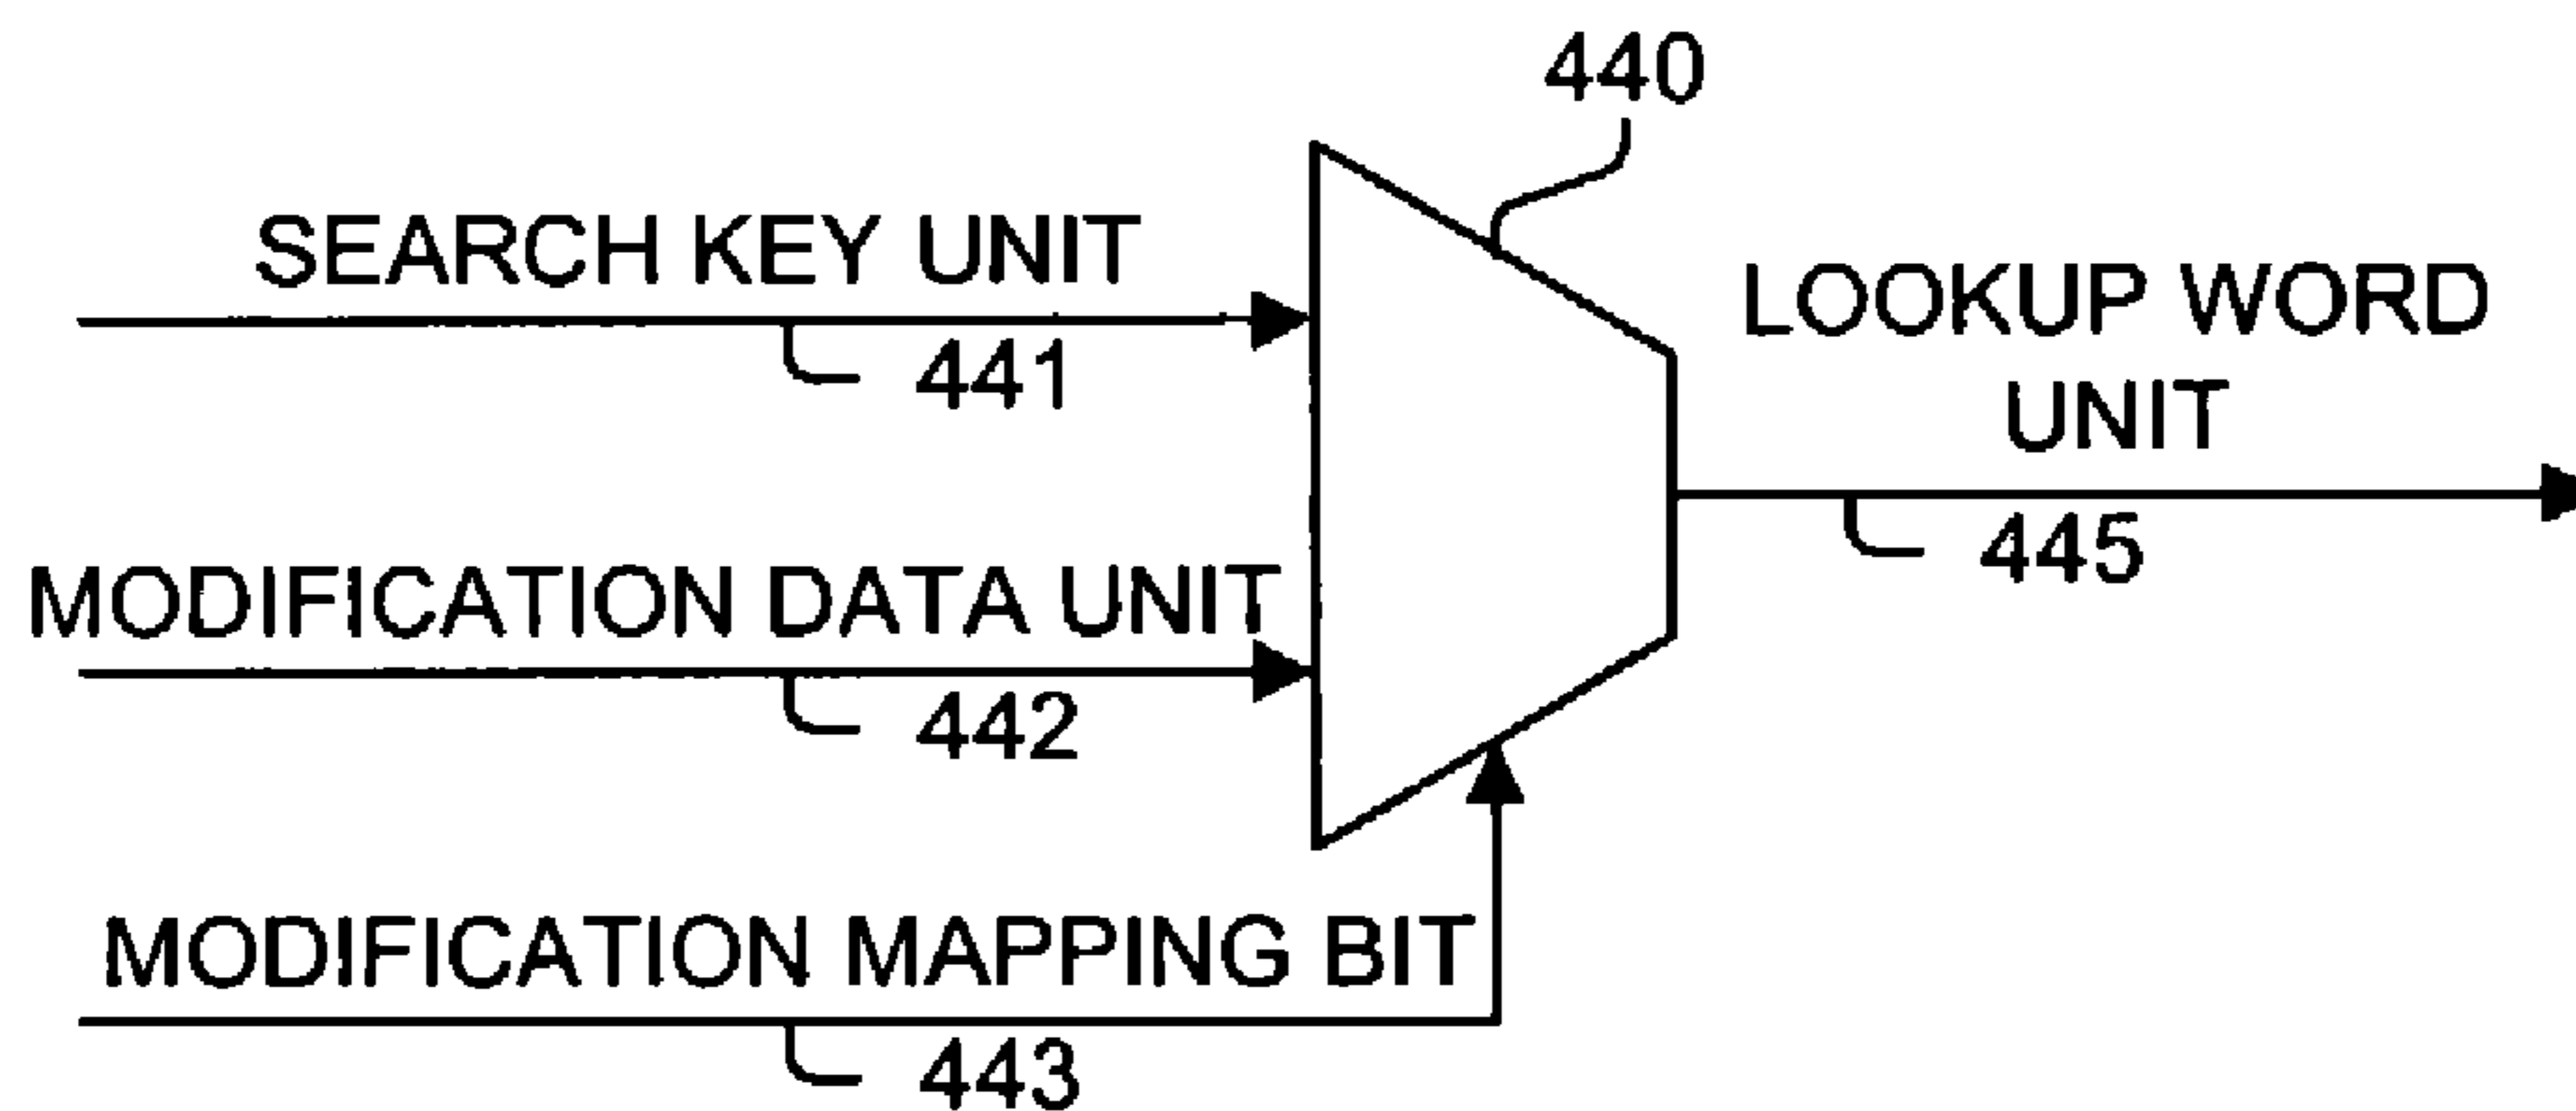 440
SEARCH KEY UNIT
441
LOOKUP WORD
UNIT
445
MODIFICATION DATA UNIT
442
MODIFICATION MAPPING BIT
443